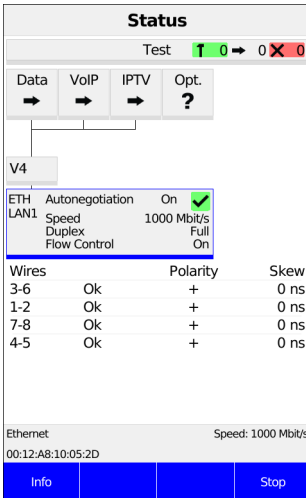 Status
Test 0 0 0
Data VoIP IPTV Opt.
?
V4
ETH Autonegotiation On
LAN1 Speed 1000 Mbit/s
Duplex Full
Flow Control On
Wires Polarity Skew
3-6 Ok + 0 ns
1-2 Ok + 0 ns
7-8 Ok + 0 ns
4-5 Ok + 0 ns
Ethernet Speed: 1000 Mbit/s
00:12:A8:10:05:2D
Info Stop